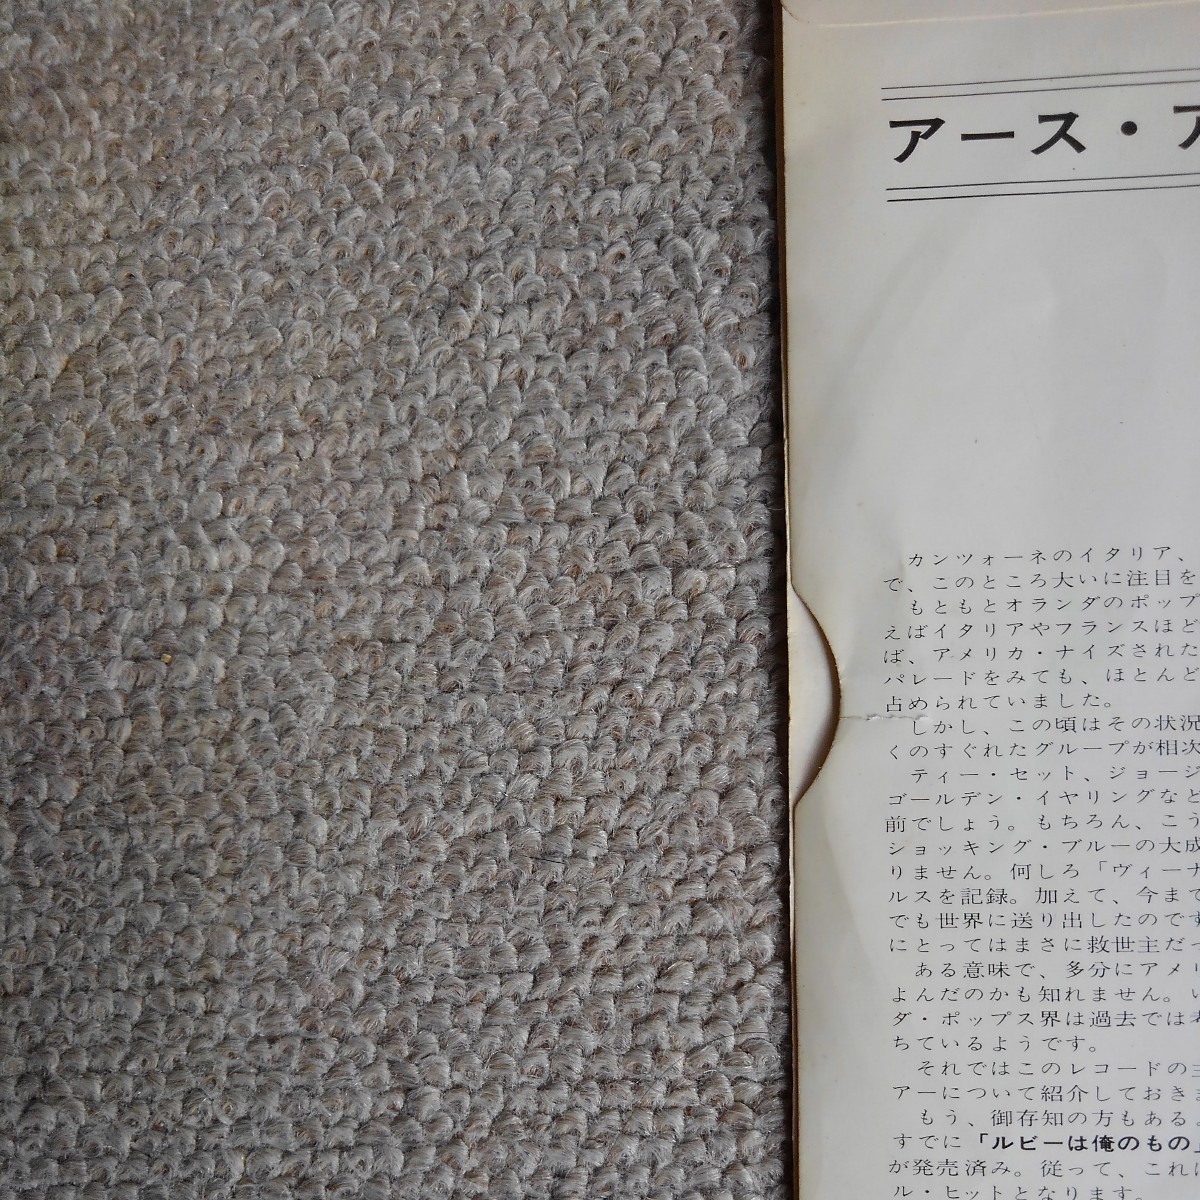 アース・ア
カンツォーネのイタリア、
で、このところ大いに注目を
もともとオランダのポップ
えばイタリアやフランスほど
ば、アメリカ・ナイズされた
パレードをみても、ほとんど
占められていました。
しかし、この頃はその状況
くのすぐれたグループが相次
ティー・セット、ジョージ
ゴールデン・イヤリングなど
前でしょう。もちろん、こう
ショッキング・ブルーの大成
りません。何しろ「ヴィーナ
ルスを記録。加えて、今まで
でも世界に送り出したのです
にとってはまさに救世主だっ
ある意味で、多分にアメリ
よんだのかも知れません。い
ダ・ポップス界は過去では考
ちているようです。
それではこのレコードの主
アーについて紹介しておきま
もう、御存知の方もある。
すでに「ルビーは俺のもの」
が発売済み。従って、これは
ル・ヒットとなります。